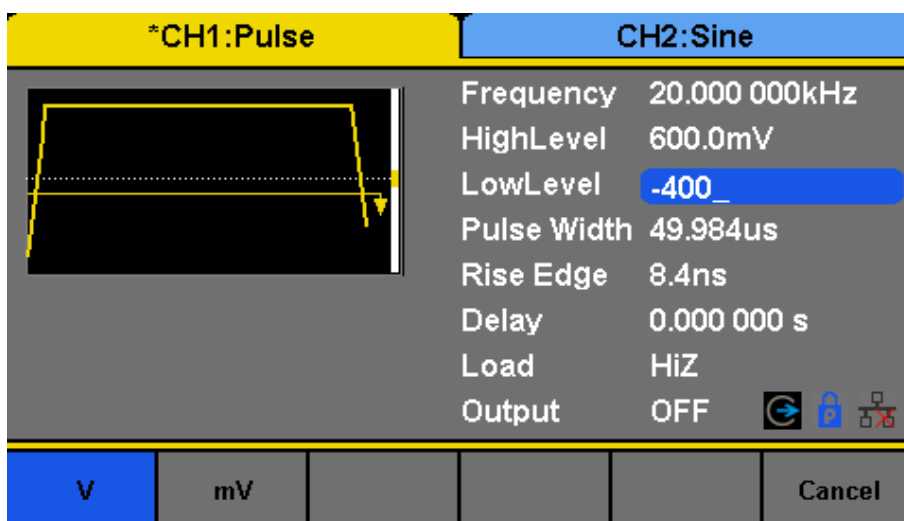 *CH1:Pulse CH2:Sine
Frequency 20.000 000kHz
HighLevel 600.0mV
LowLevel -400_
Pulse Width 49.984us
Rise Edge 8.4ns
Delay 0.000 000 s
Load HiZ
Output OFF P
V mV Cancel